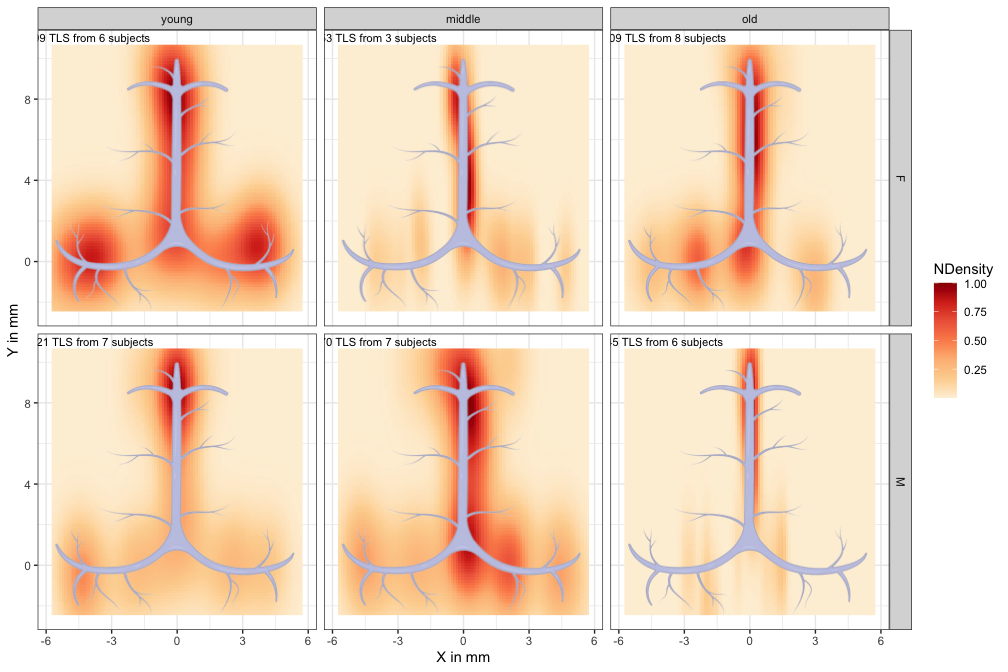 young middle old
9 TLS from 6 subjects
3 TLS from 3 subjects
09 TLS from 8 subjects
8
4
0
F
Y in mm
NDensity
1.00
0.75
0.50
0.25
21 TLS from 7 subjects
0 TLS from 7 subjects
5 TLS from 6 subjects
8
4
0
M
-6 -3 0 3 6 -6 -3 0 3 6 -6 -3 0 3 6
X in mm